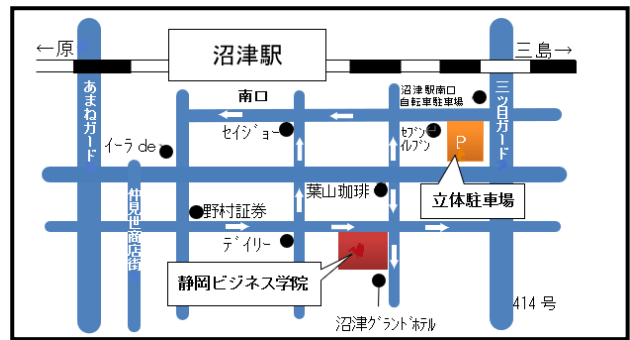 ←原
沼津駅
三島→
あまねガード
南口
沼津駅南口
自転車駐車場
三ツ目ガード
セイジョー
セブン
イレブン
P
イーラde
葉山珈琲
立体駐車場
仲見世商店街
野村証券
デイリー
静岡ビジネス学院
沼津グランドホテル
414号